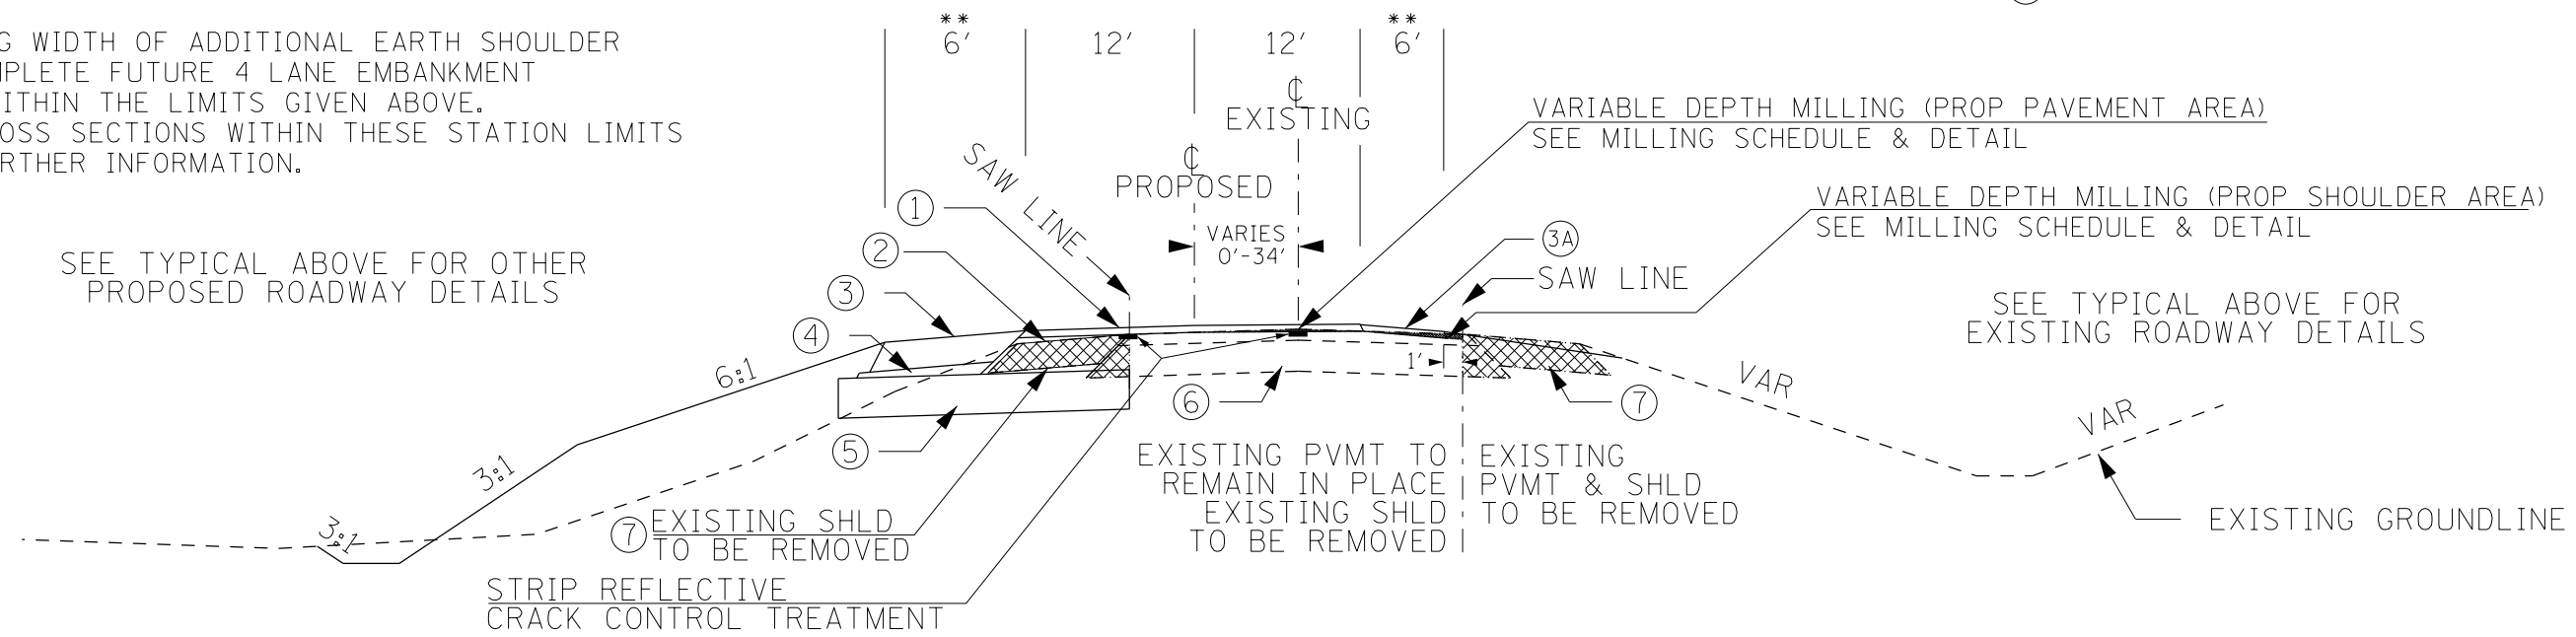 ** **
6' 12' 12' 6'
G WIDTH OF ADDITIONAL EARTH SHOULDER
MPLETE FUTURE 4 LANE EMBANKMENT
ITHIN THE LIMITS GIVEN ABOVE.
OSS SECTIONS WITHIN THESE STATION LIMITS
RTHER INFORMATION.
℄
EXISTING
℄
PROPOSED
SAW LINE
VARIES
0'-34'
VARIABLE DEPTH MILLING (PROP PAVEMENT AREA)
SEE MILLING SCHEDULE & DETAIL
VARIABLE DEPTH MILLING (PROP SHOULDER AREA)
SEE MILLING SCHEDULE & DETAIL
1
2
3
4
3A
SAW LINE
SEE TYPICAL ABOVE FOR OTHER
PROPOSED ROADWAY DETAILS
SEE TYPICAL ABOVE FOR
EXISTING ROADWAY DETAILS
6:1
3:1
3:1
1'
VAR
VAR
5
6
7
EXISTING PVMT TO
REMAIN IN PLACE
EXISTING SHLD
TO BE REMOVED
EXISTING
PVMT & SHLD
TO BE REMOVED
7 EXISTING SHLD
TO BE REMOVED
EXISTING GROUNDLINE
STRIP REFLECTIVE
CRACK CONTROL TREATMENT